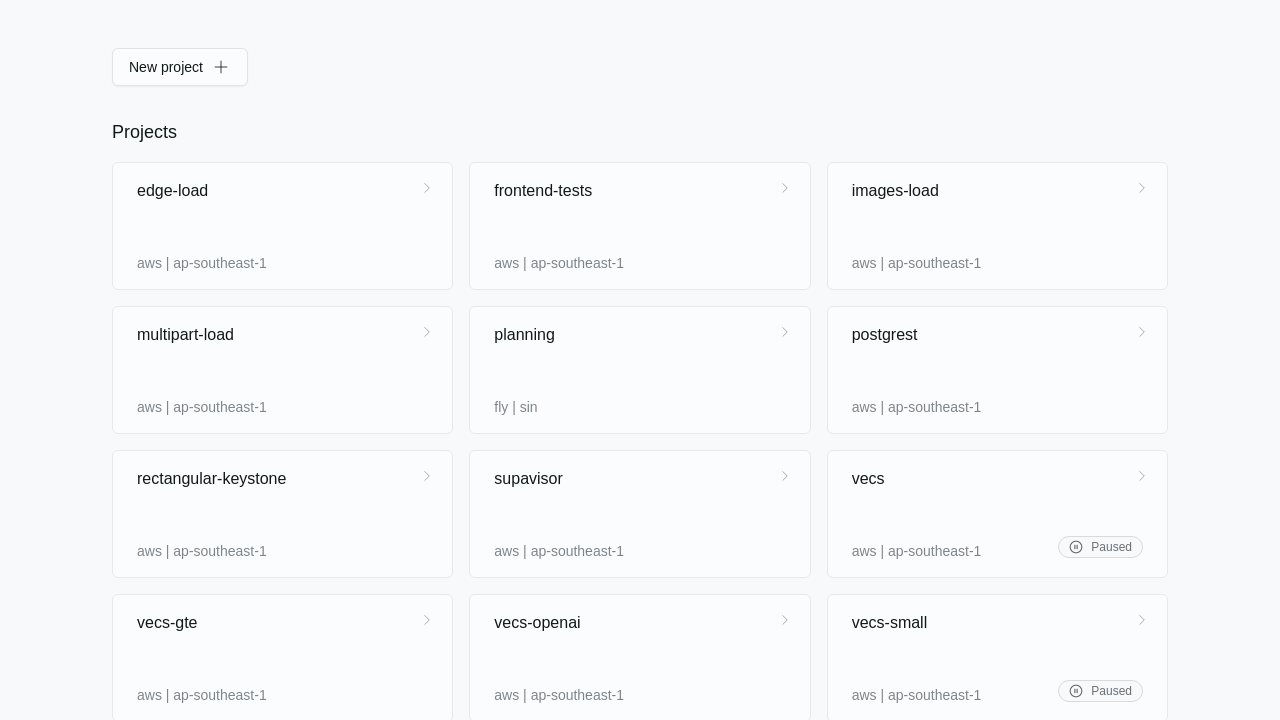 New project
Projects
edge-load
aws | ap-southeast-1
frontend-tests
aws | ap-southeast-1
images-load
aws | ap-southeast-1
multipart-load
aws | ap-southeast-1
planning
fly | sin
postgrest
aws | ap-southeast-1
rectangular-keystone
aws | ap-southeast-1
supavisor
aws | ap-southeast-1
vecs
aws | ap-southeast-1
Paused
vecs-gte
aws | ap-southeast-1
vecs-openai
aws | ap-southeast-1
vecs-small
aws | ap-southeast-1
Paused